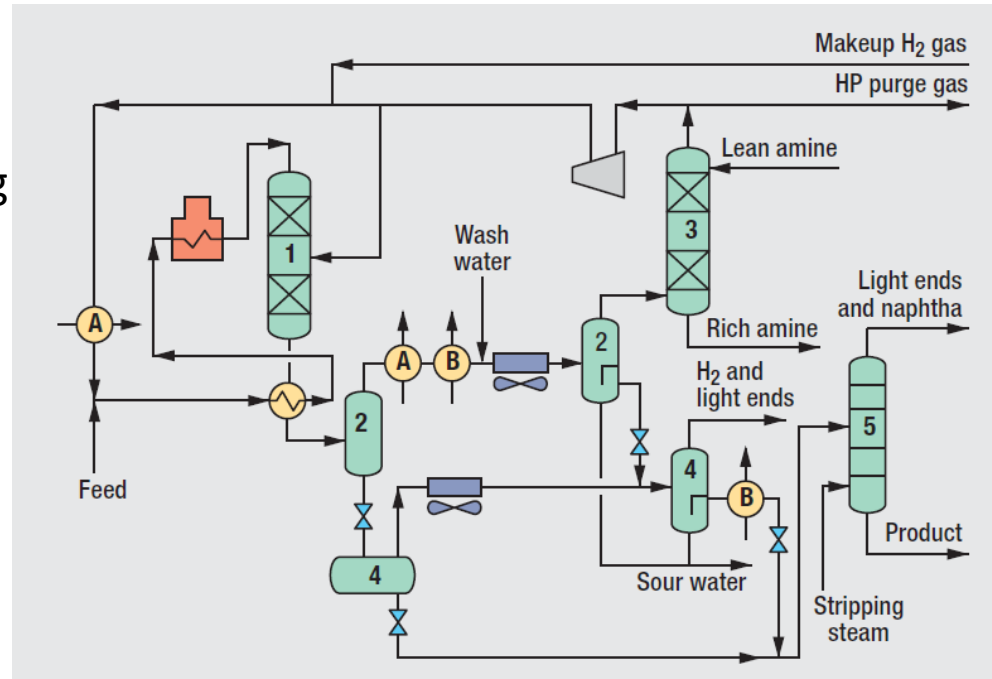 Makeup H₂ gas
HP purge gas
Lean amine
g
3
1
Wash
water
Light ends
and naphtha
A
2
Rich amine
H₂ and
light ends
A
B
2
5
4
B
Feed
Product
4
Sour water
Stripping
steam